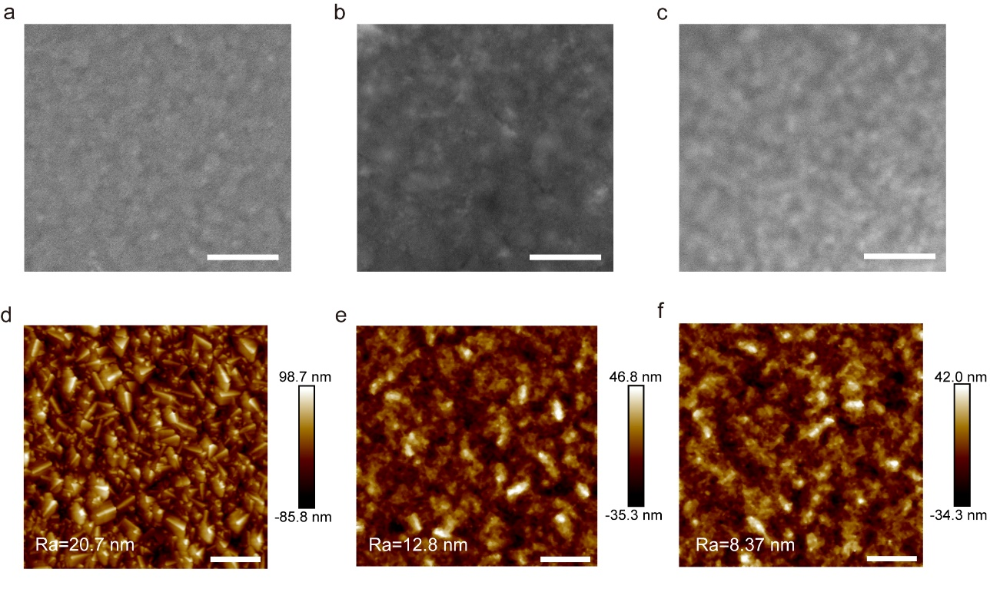 a
b
c
d
e
f
98.7 nm
-85.8 nm
46.8 nm
-35.3 nm
42.0 nm
-34.3 nm
Ra=20.7 nm
Ra=12.8 nm
Ra=8.37 nm